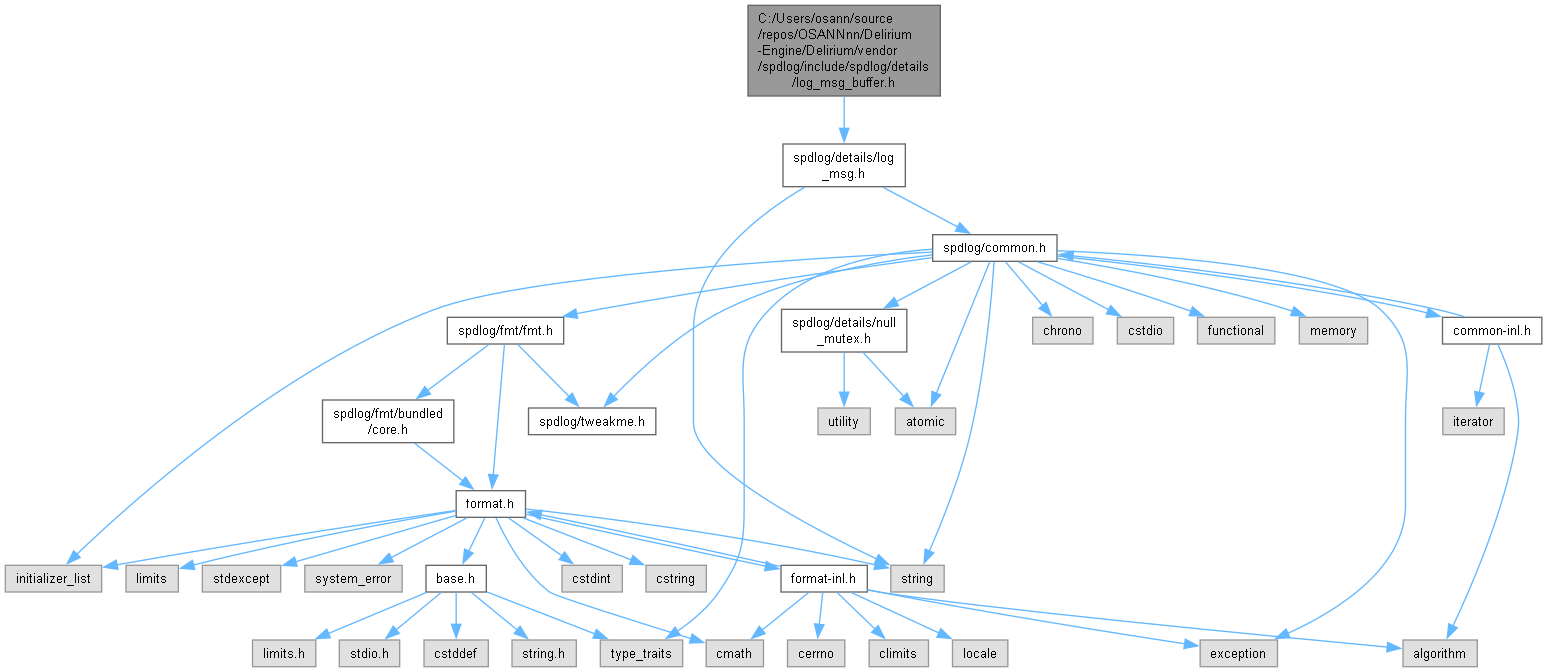 C:/Users/osann/source
/repos/OSANNnn/Delirium
-Engine/Delirium/vendor
/spdlog/include/spdlog/details
/log_msg_buffer.h
spdlog/details/log
_msg.h
spdlog/common.h
spdlog/fmt/fmt.h
spdlog/details/null
_mutex.h
chrono
cstdio
functional
memory
common-inl.h
spdlog/fmt/bundled
/core.h
spdlog/tweakme.h
utility
atomic
iterator
format.h
initializer_list
limits
stdexcept
system_error
base.h
cstdint
cstring
format-inl.h
string
limits.h
stdio.h
cstddef
string.h
type_traits
cmath
cerrno
climits
locale
exception
algorithm